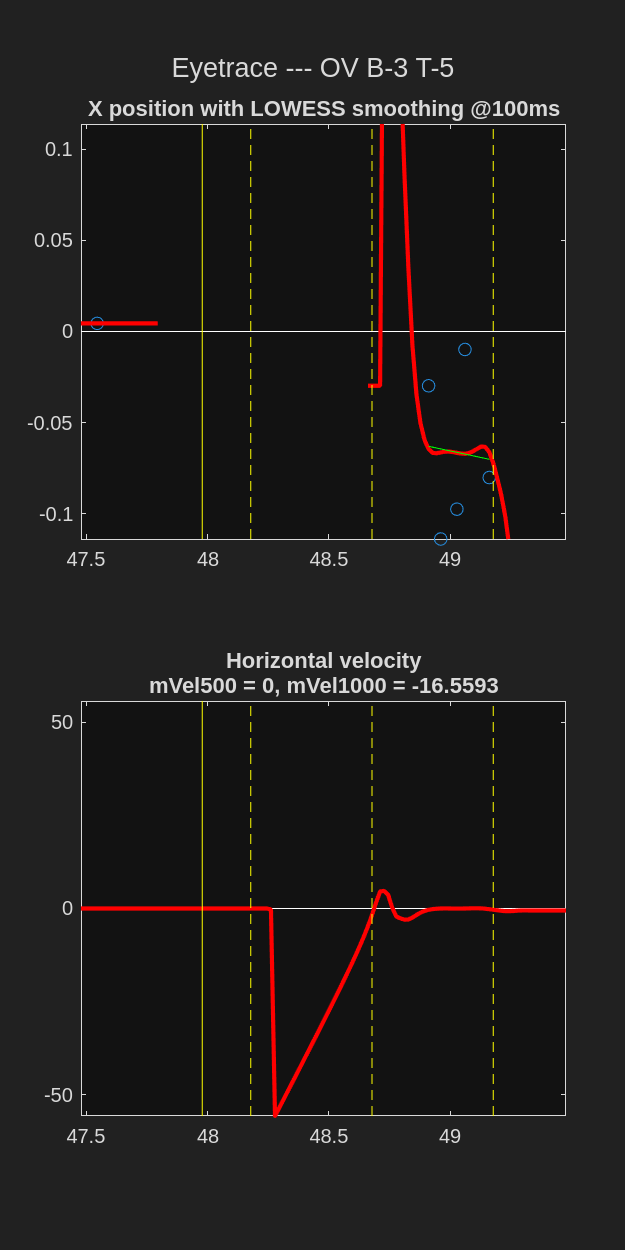 Eyetrace --- OV B-3 T-5
X position with LOWESS smoothing @100ms
0.1
0.05
0
-0.05
-0.1
47.5 48 48.5 49
Horizontal velocity
mVel500 = 0, mVel1000 = -16.5593
50
0
-50
47.5 48 48.5 49